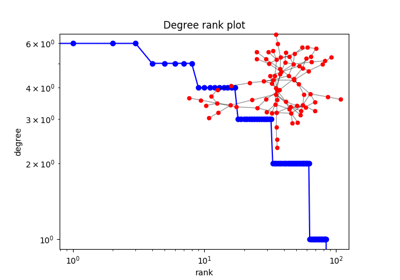 Degree rank plot
6 × 10⁰
4 × 10⁰
3 × 10⁰
2 × 10⁰
10⁰
degree
10⁰ 10¹ 10²
rank